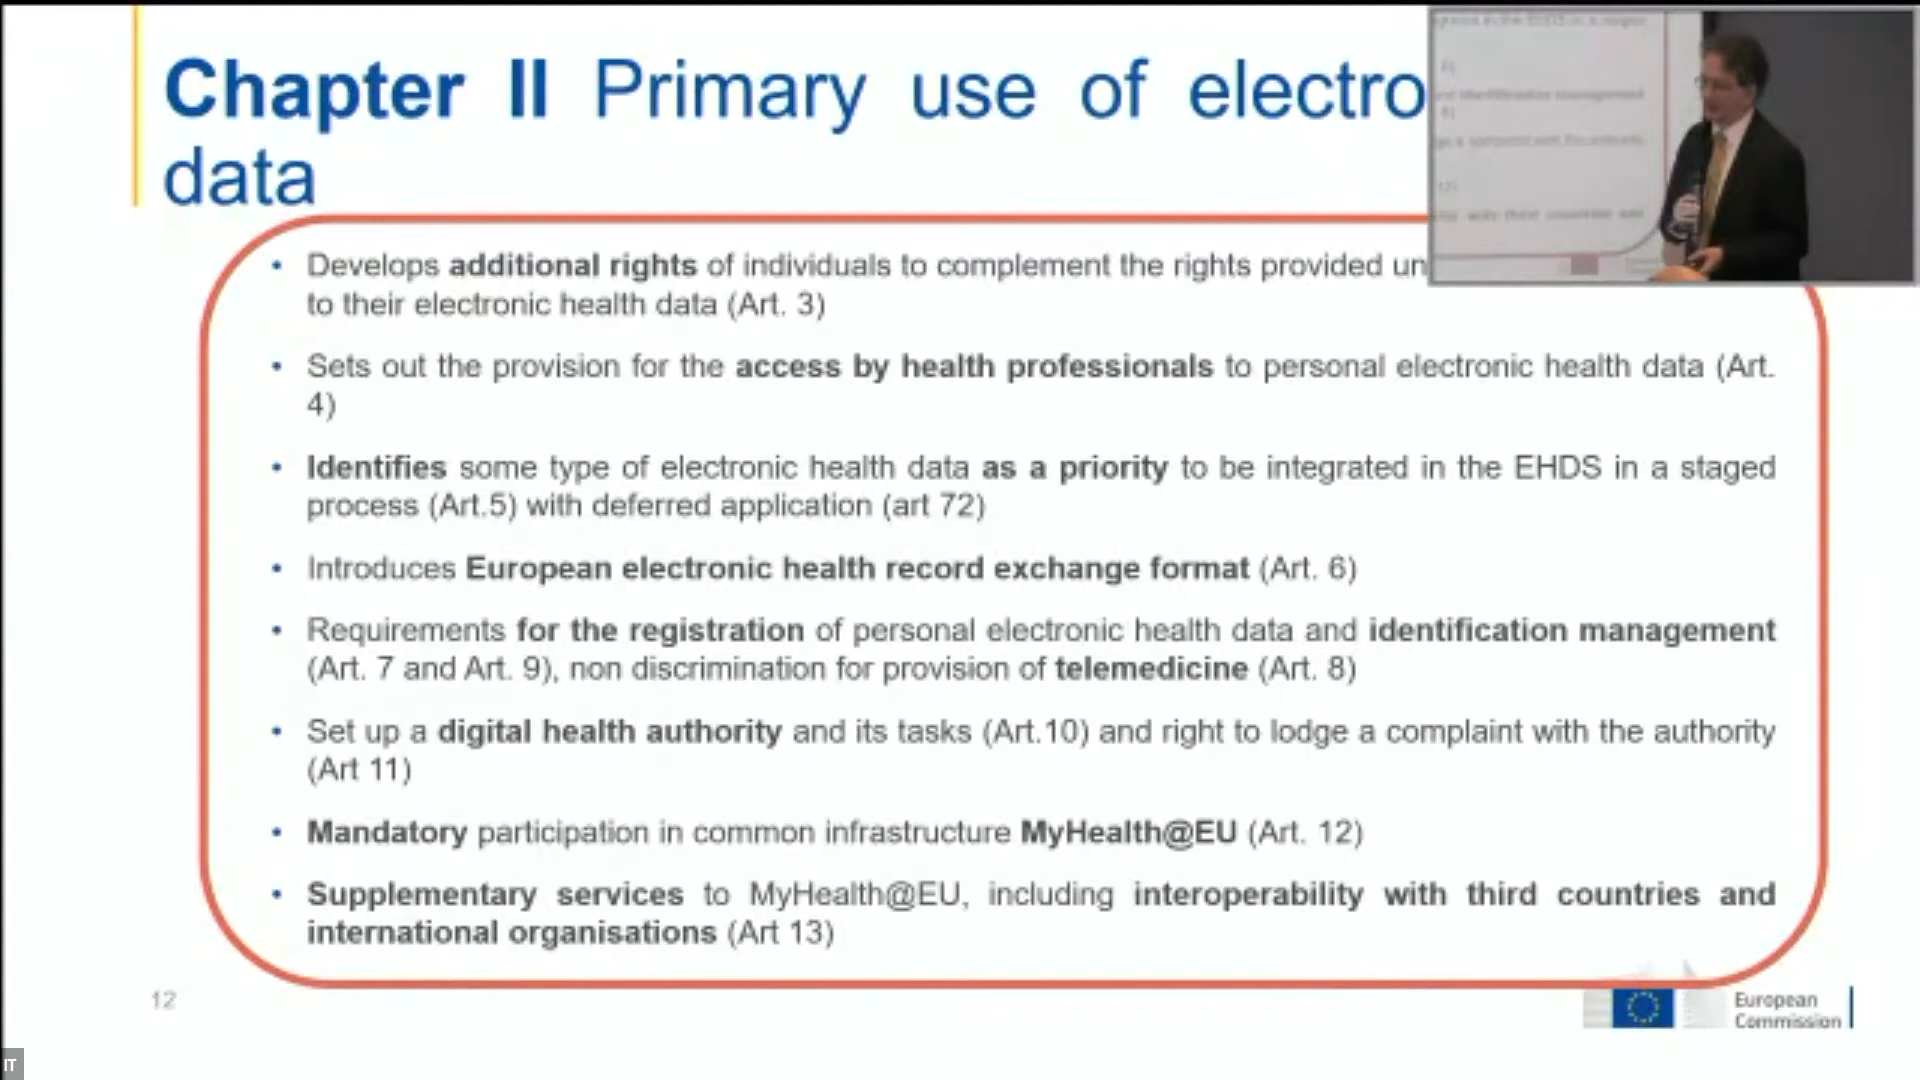 Chapter II Primary use of electro
data
• Develops additional rights of individuals to complement the rights provided un
to their electronic health data (Art. 3)
• Sets out the provision for the access by health professionals to personal electronic health data (Art.
4)
• Identifies some type of electronic health data as a priority to be integrated in the EHDS in a staged
process (Art.5) with deferred application (art 72)
• Introduces European electronic health record exchange format (Art. 6)
• Requirements for the registration of personal electronic health data and identification management
(Art. 7 and Art. 9), non discrimination for provision of telemedicine (Art. 8)
• Set up a digital health authority and its tasks (Art.10) and right to lodge a complaint with the authority
(Art 11)
• Mandatory participation in common infrastructure MyHealth@EU (Art. 12)
• Supplementary services to MyHealth@EU, including interoperability with third countries and
international organisations (Art 13)
12
European
Commission
IT